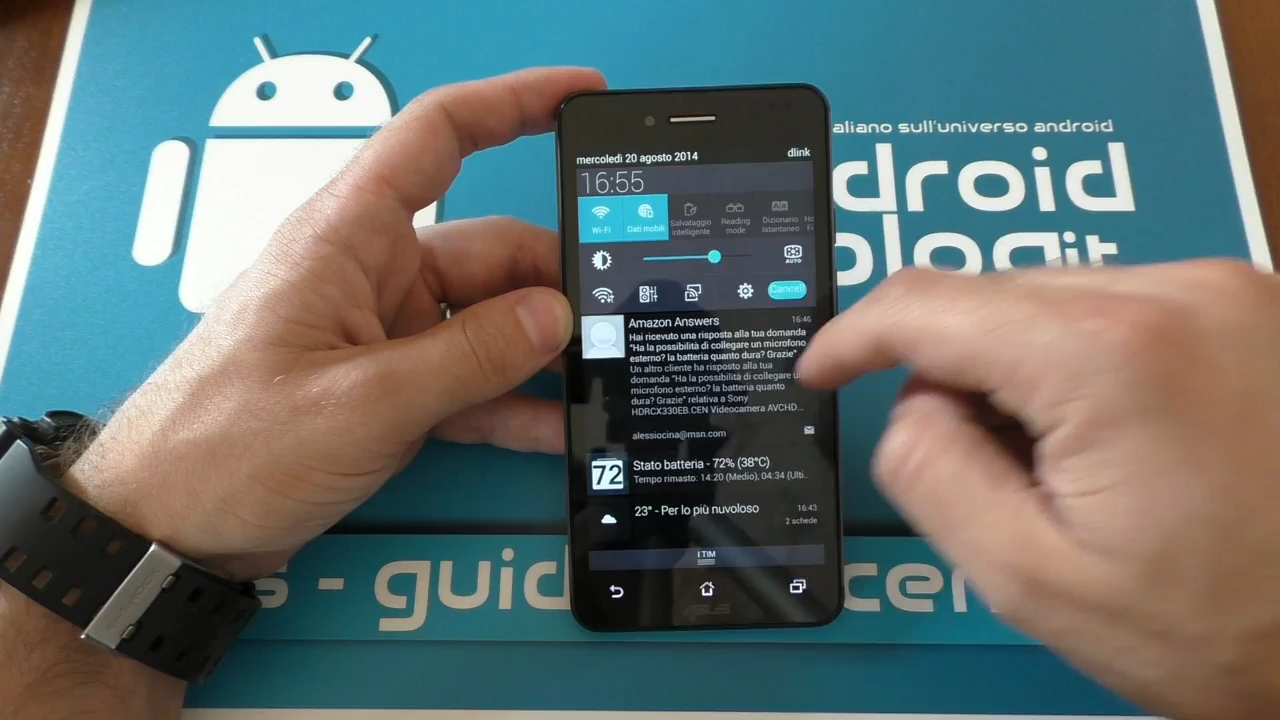 aliano sull'universo android
droid
blogit
mercoledì 20 agosto 2014
dlink
16:55
Wi-Fi
Dati mobili
Salvataggio intelligente
Reading mode
Dizionario Istantaneo
AUTO
Cancell
Amazon Answers
16:46
Hai ricevuto una risposta alla tua domanda
"Ha la possibilità di collegare un microfono
esterno? la batteria quanto dura? Grazie"
Un altro cliente ha risposto alla tua
domanda "Ha la possibilità di collegare u
microfono esterno? la batteria quanto
dura? Grazie" relativa a Sony
HDRCX330EB.CEN Videocamera AVCHD...
alessiocina@msn.com
72
Stato batteria - 72% (38°C)
Tempo rimasto: 14:20 (Medio), 04:34 (Ulti..
23° - Per lo più nuvoloso
16:43
2 schede
I TIM
ASUS
s - guid
cen